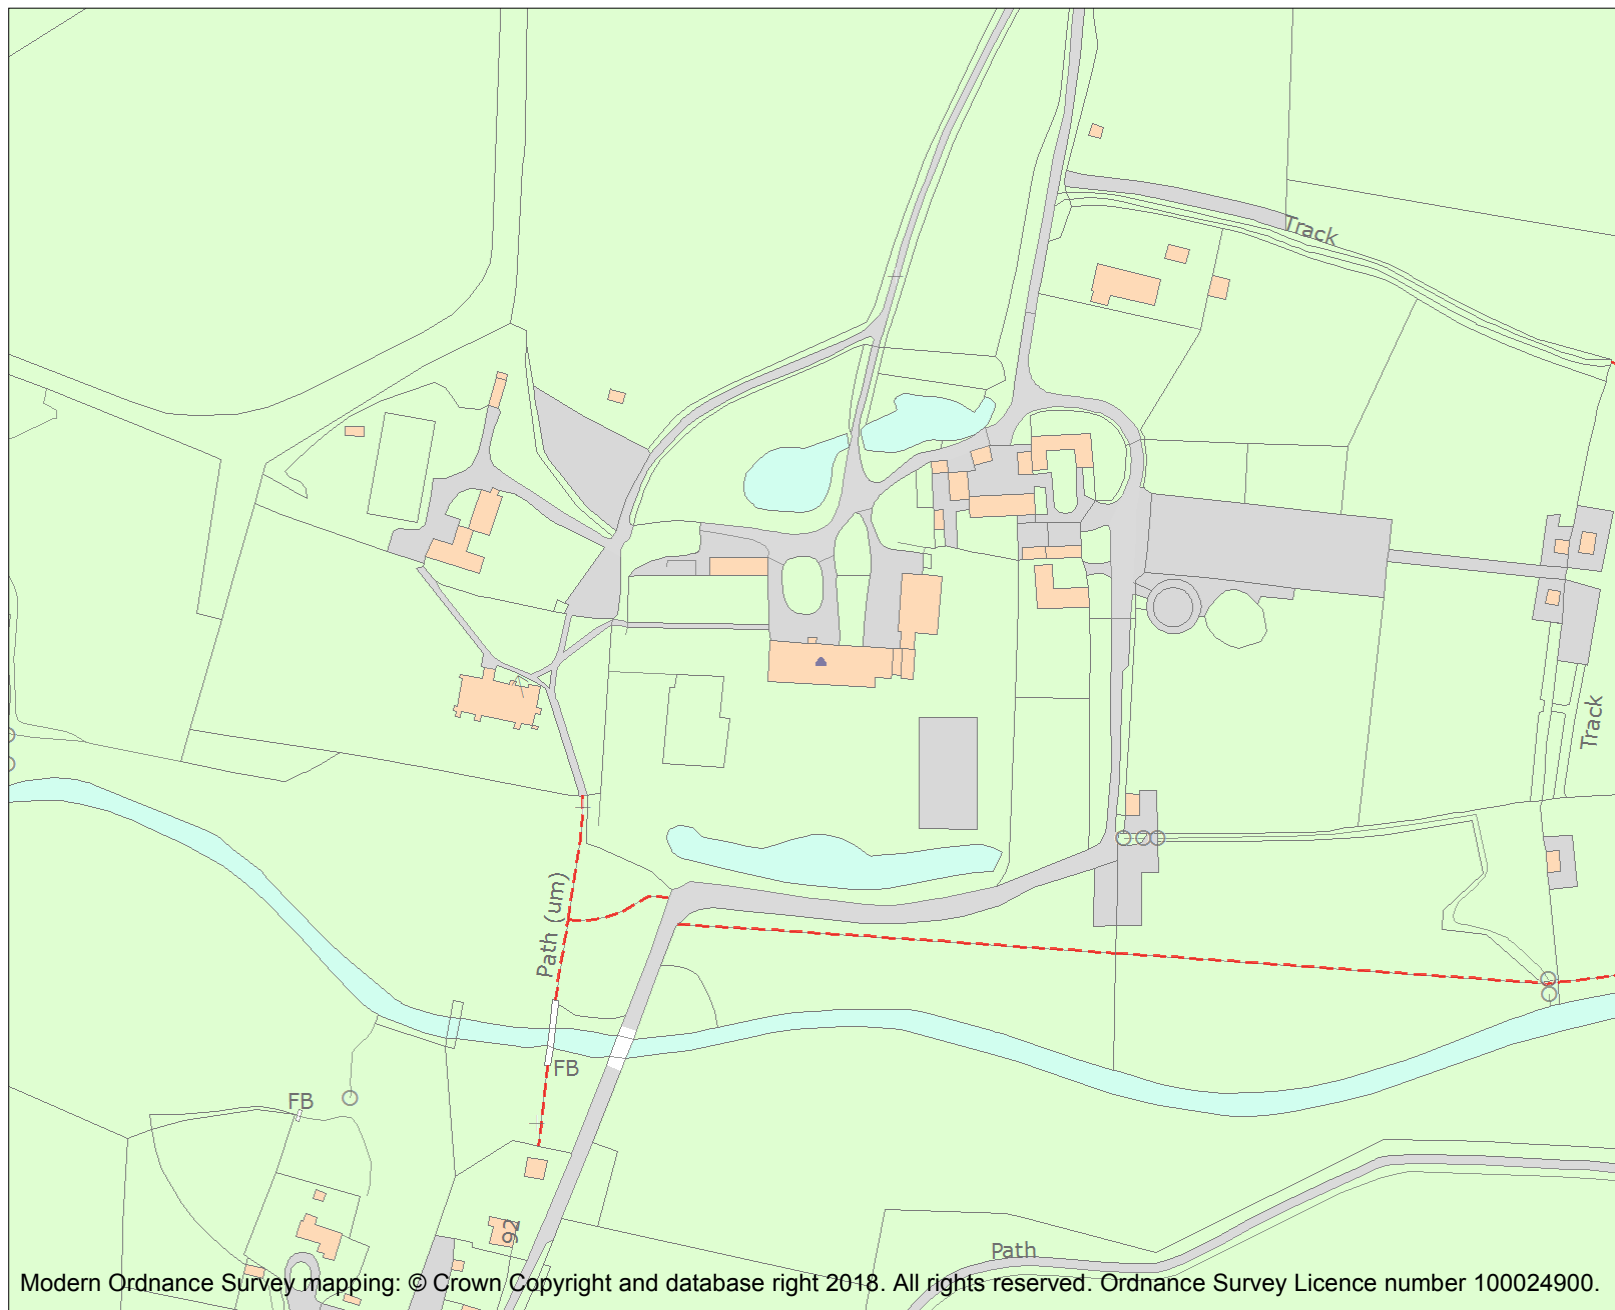 Track
Track
Path (um)
FB
FB
92
Path
Modern Ordnance Survey mapping: © Crown Copyright and database right 2018. All rights reserved. Ordnance Survey Licence number 100024900.